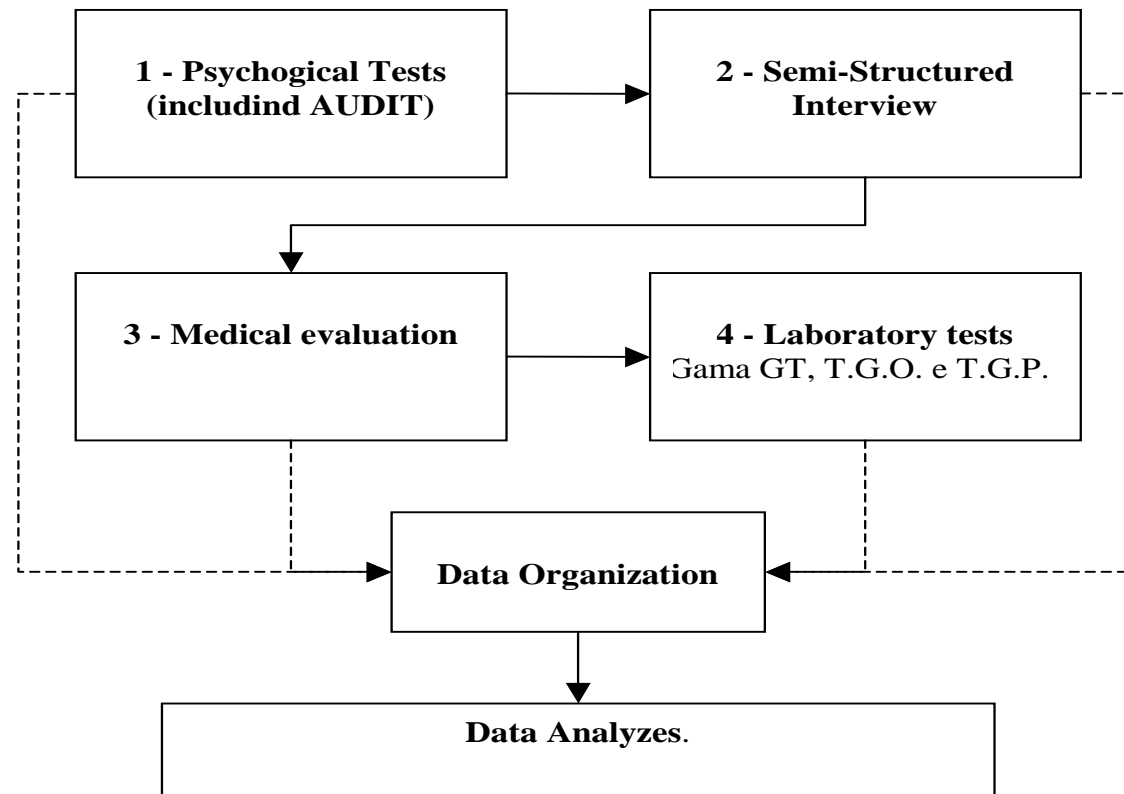 1 - Psychogical Tests
(includind AUDIT)
2 - Semi-Structured
Interview
3 - Medical evaluation
4 - Laboratory tests
Gama GT, T.G.O. e T.G.P.
Data Organization
Data Analyzes.